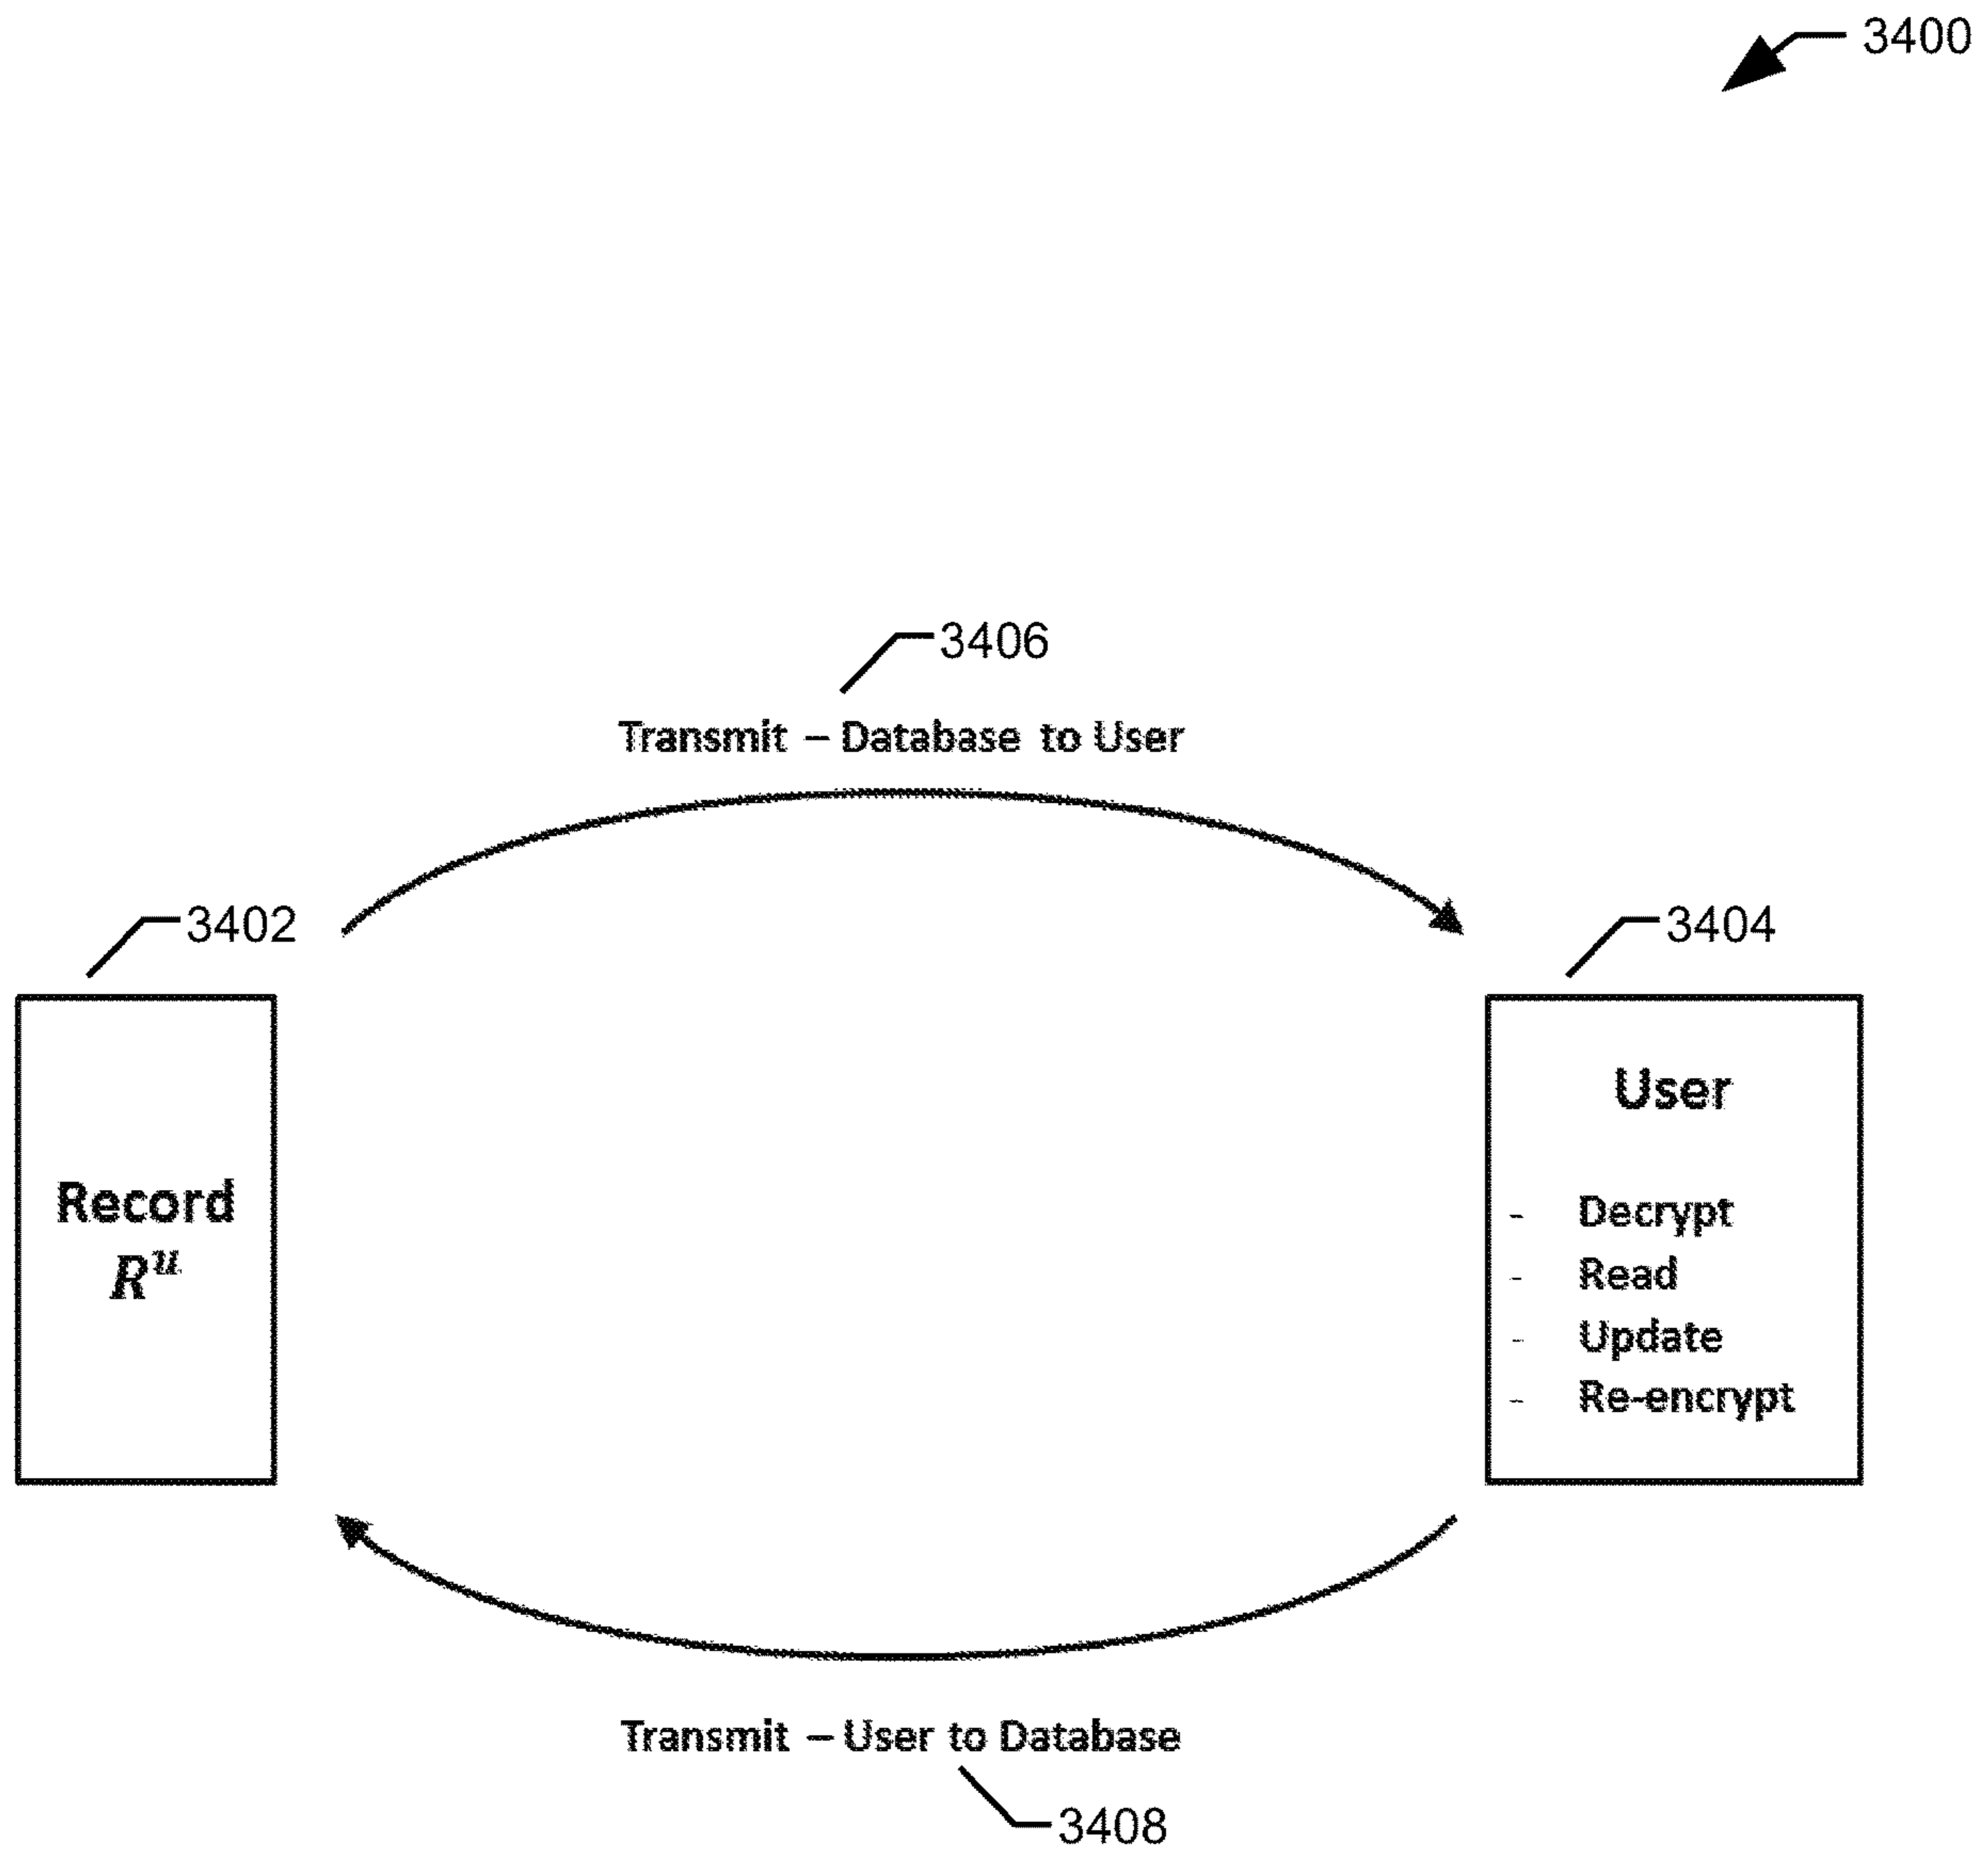 3400
3406
Transmit – Database to User
3402
3404
Record
R^u
User
- Decrypt
- Read
- Update
- Re-encrypt
Transmit – User to Database
3408